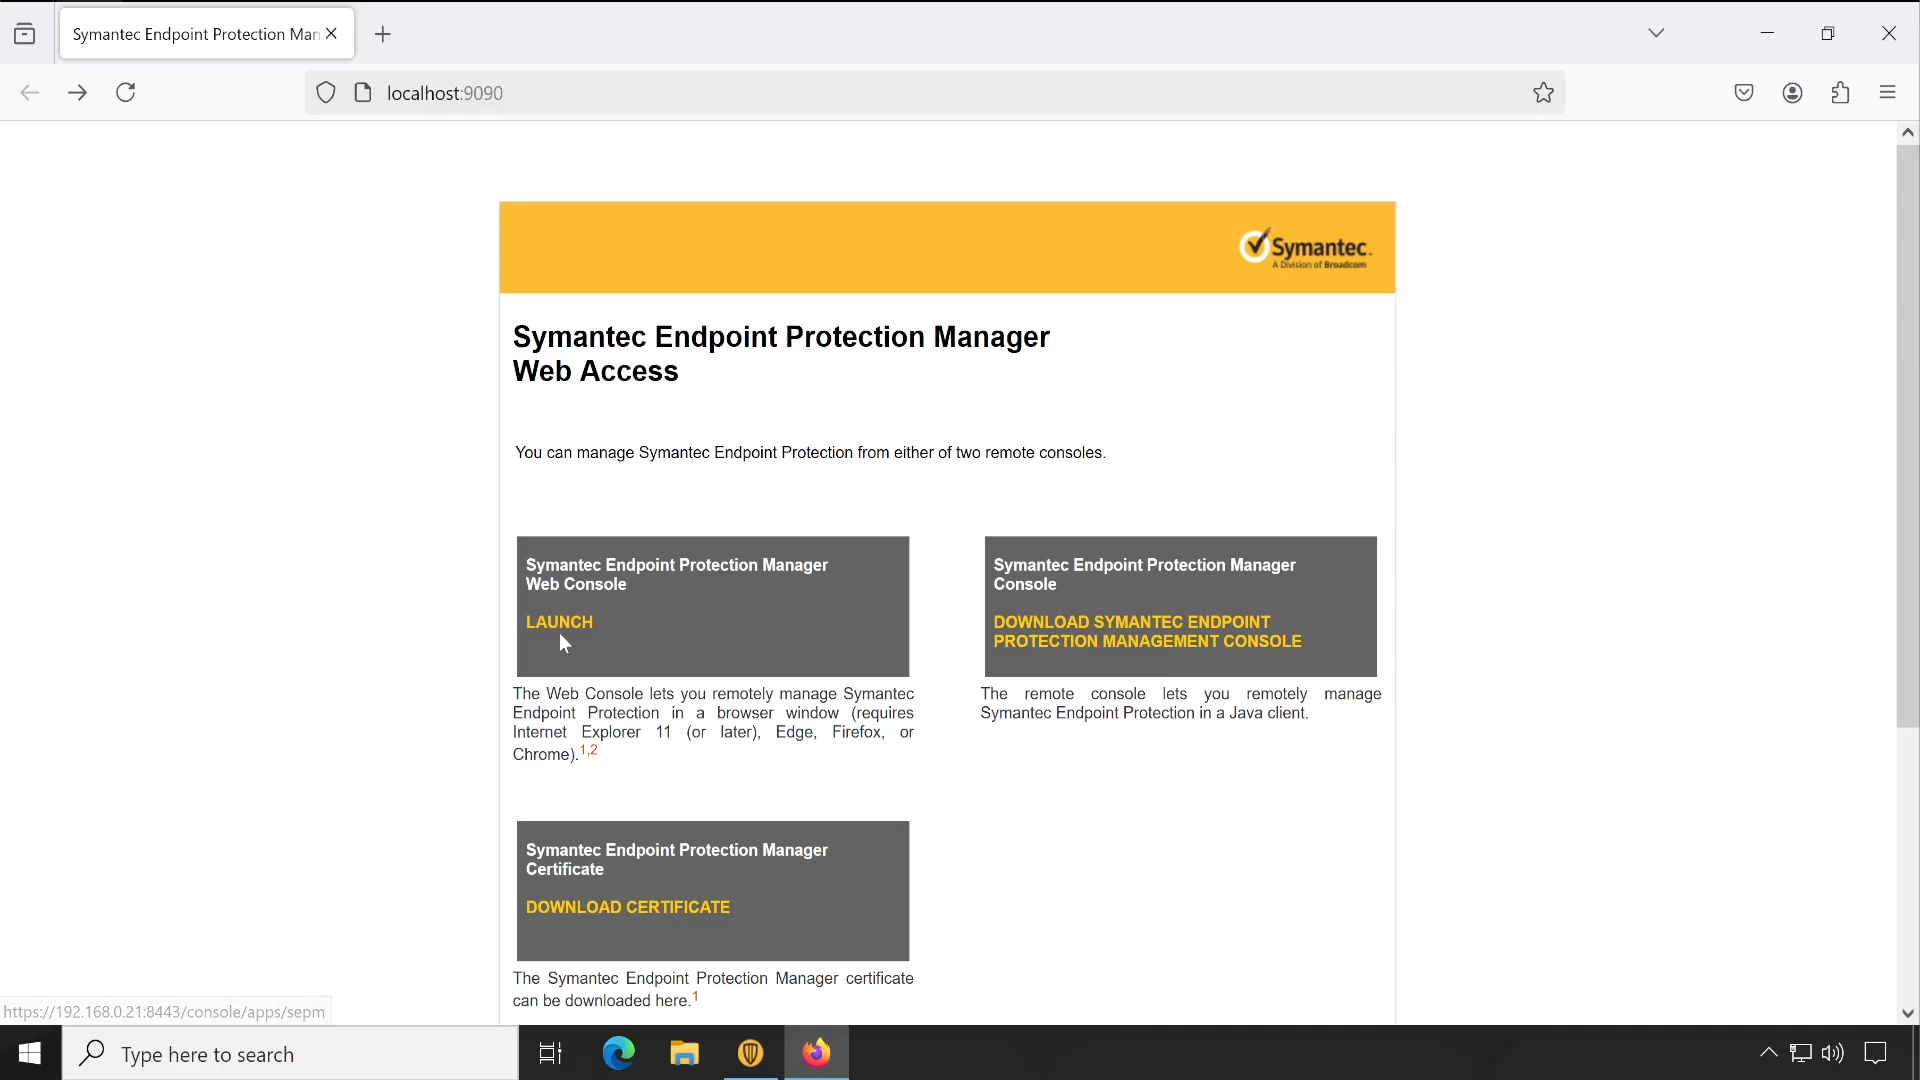 Symantec Endpoint Protection Man
localhost:9090
Symantec.
A Division of Broadcom
Symantec Endpoint Protection Manager
Web Access
You can manage Symantec Endpoint Protection from either of two remote consoles.
Symantec Endpoint Protection Manager
Web Console
LAUNCH
The Web Console lets you remotely manage Symantec
Endpoint Protection in a browser window (requires
Internet Explorer 11 (or later), Edge, Firefox, or
Chrome).1,2
Symantec Endpoint Protection Manager
Console
DOWNLOAD SYMANTEC ENDPOINT
PROTECTION MANAGEMENT CONSOLE
The remote console lets you remotely manage
Symantec Endpoint Protection in a Java client.
Symantec Endpoint Protection Manager
Certificate
DOWNLOAD CERTIFICATE
The Symantec Endpoint Protection Manager certificate
can be downloaded here.1
https://192.168.0.21:8443/console/apps/sepm
Type here to search